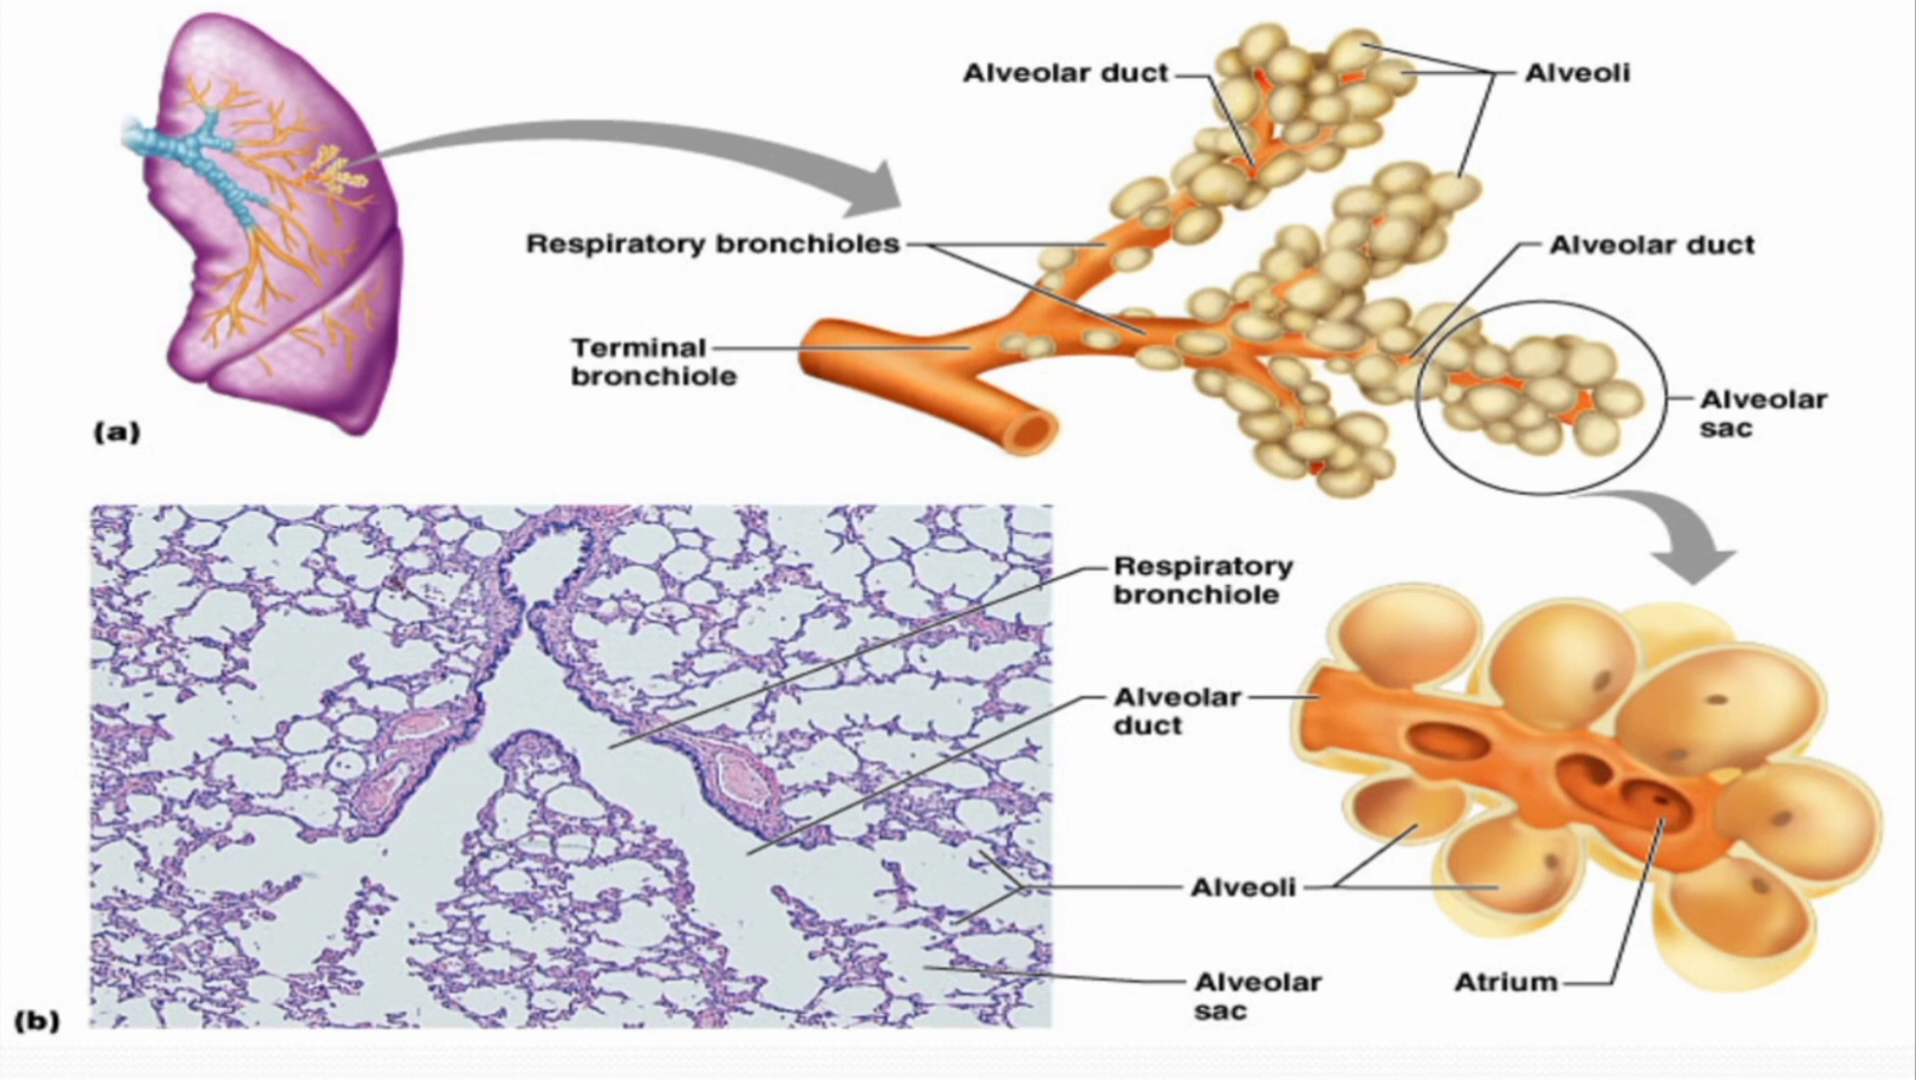 Alveolar duct
Alveoli
Respiratory bronchioles
Alveolar duct
Terminal
bronchiole
Alveolar
sac
(a)
Respiratory
bronchiole
Alveolar
duct
Alveoli
Atrium
Alveolar
sac
(b)